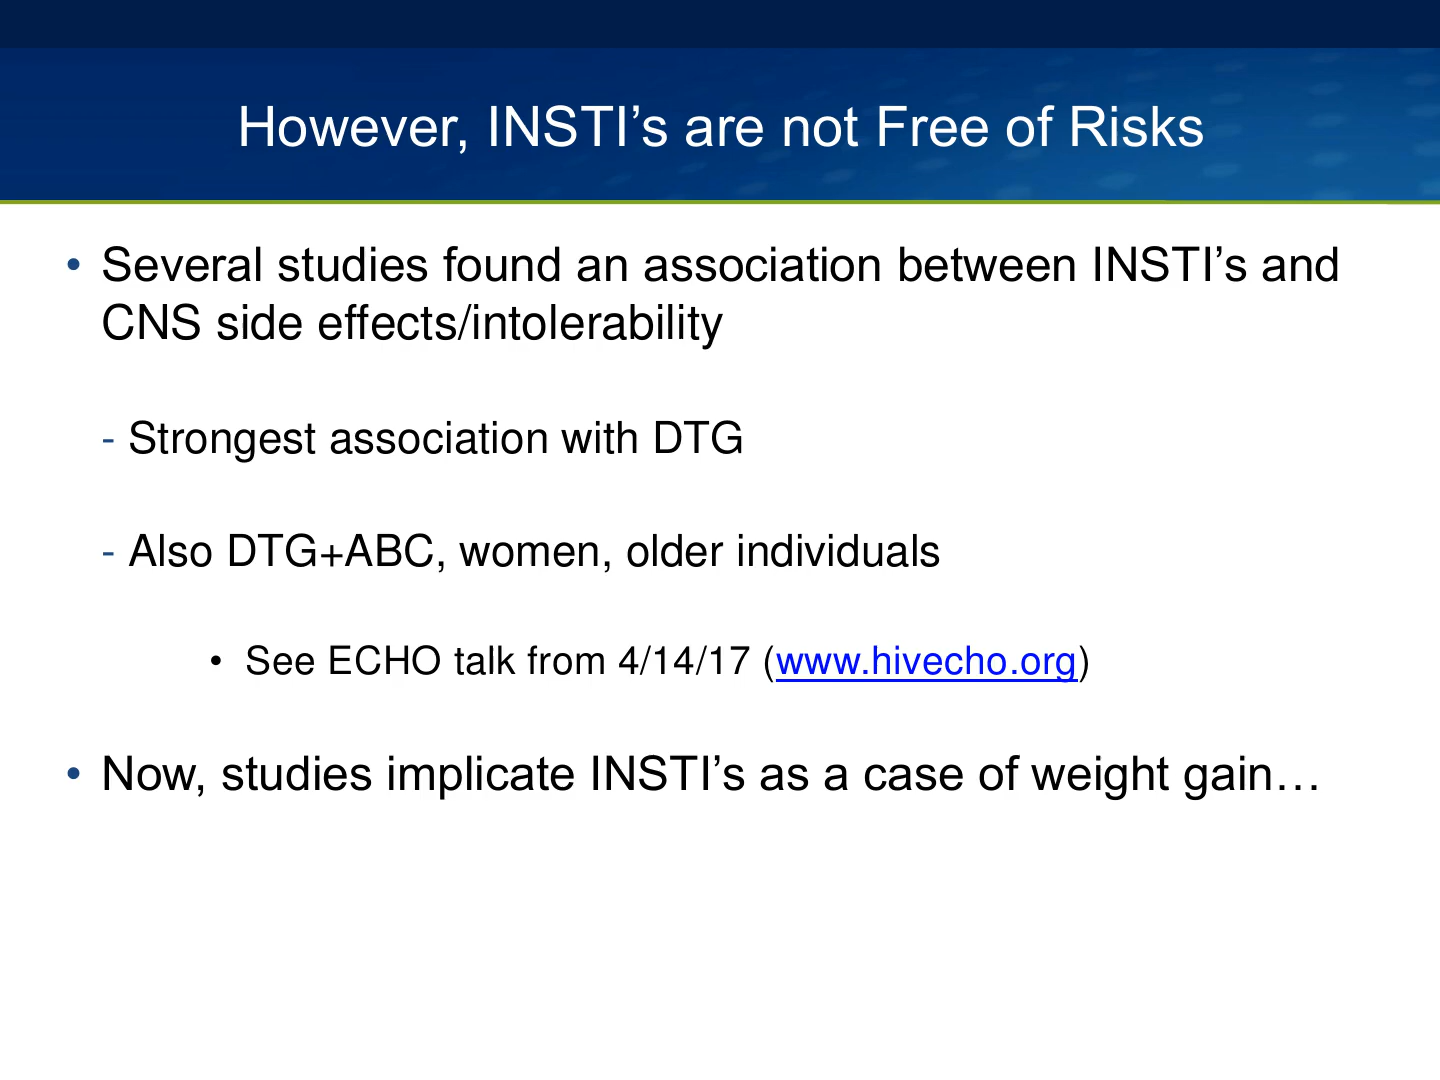 However, INSTI’s are not Free of Risks
• Several studies found an association between INSTI’s and
CNS side effects/intolerability
- Strongest association with DTG
- Also DTG+ABC, women, older individuals
• See ECHO talk from 4/14/17 (www.hivecho.org)
• Now, studies implicate INSTI’s as a case of weight gain…